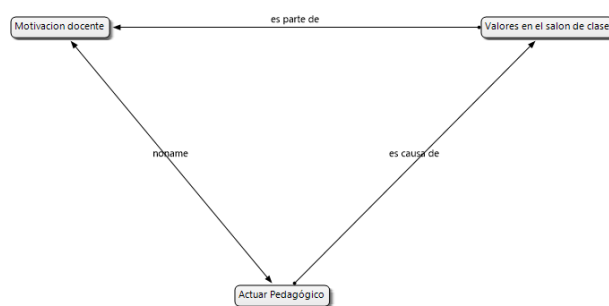 es parte de
Motivacion docente
Valores en el salon de clase
noname
es causa de
Actuar Pedagógico